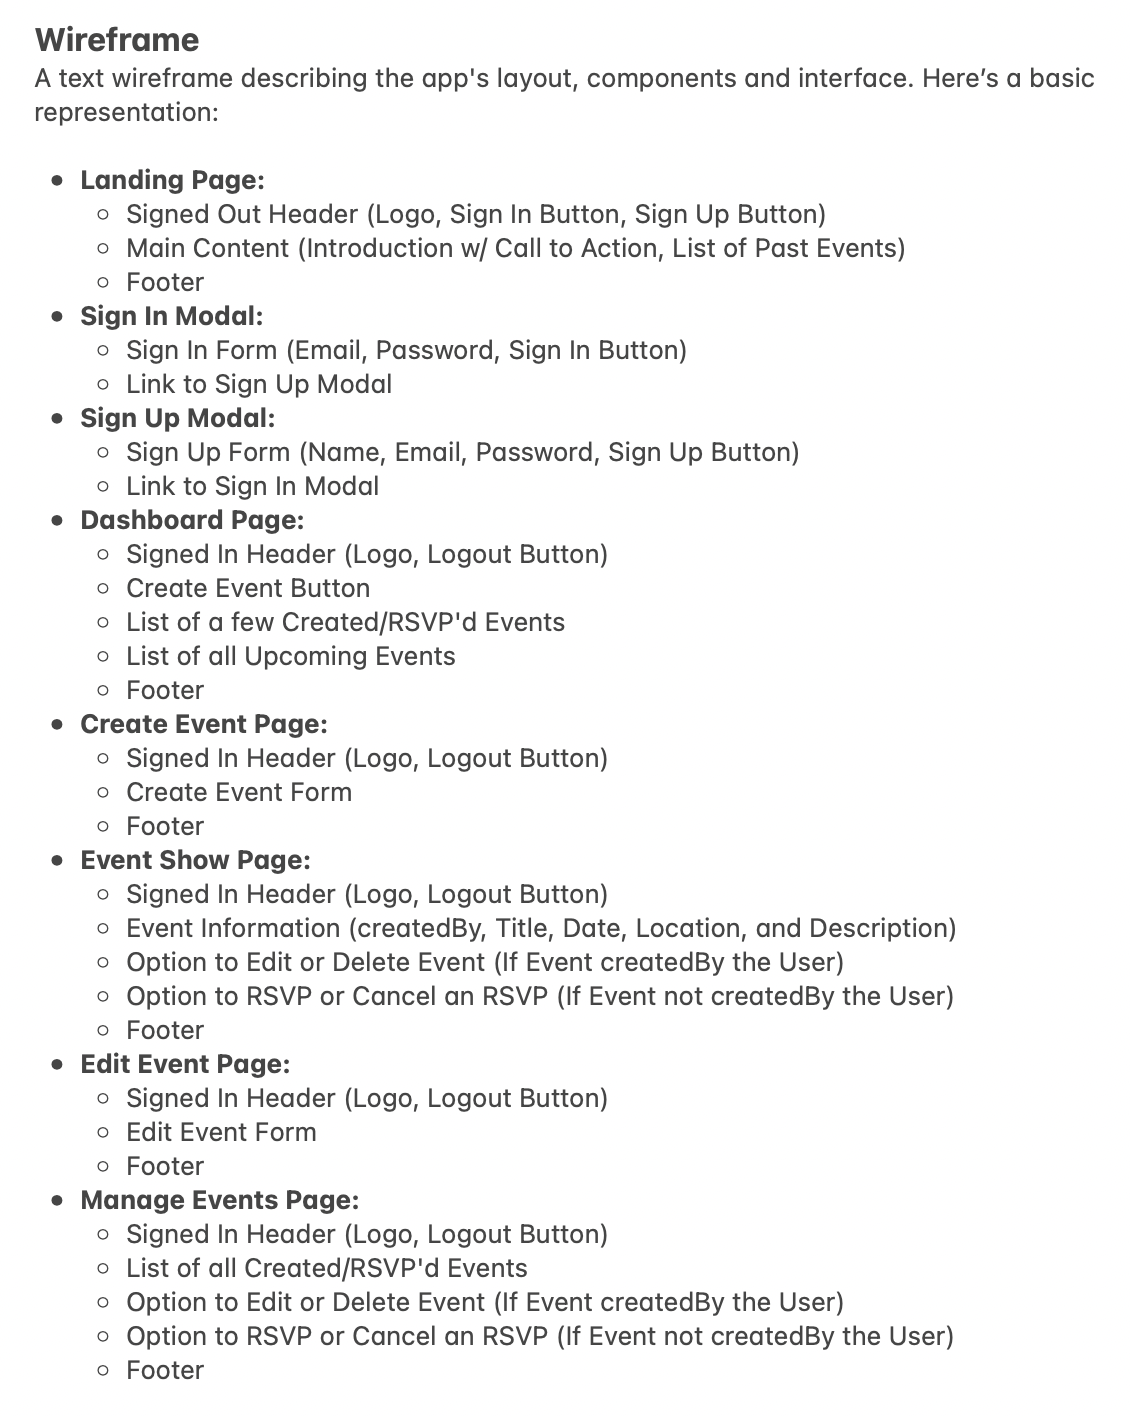 Wireframe
A text wireframe describing the app's layout, components and interface. Here’s a basic
representation:
Landing Page:
Signed Out Header (Logo, Sign In Button, Sign Up Button)
Main Content (Introduction w/ Call to Action, List of Past Events)
Footer
Sign In Modal:
Sign In Form (Email, Password, Sign In Button)
Link to Sign Up Modal
Sign Up Modal:
Sign Up Form (Name, Email, Password, Sign Up Button)
Link to Sign In Modal
Dashboard Page:
Signed In Header (Logo, Logout Button)
Create Event Button
List of a few Created/RSVP'd Events
List of all Upcoming Events
Footer
Create Event Page:
Signed In Header (Logo, Logout Button)
Create Event Form
Footer
Event Show Page:
Signed In Header (Logo, Logout Button)
Event Information (createdBy, Title, Date, Location, and Description)
Option to Edit or Delete Event (If Event createdBy the User)
Option to RSVP or Cancel an RSVP (If Event not createdBy the User)
Footer
Edit Event Page:
Signed In Header (Logo, Logout Button)
Edit Event Form
Footer
Manage Events Page:
Signed In Header (Logo, Logout Button)
List of all Created/RSVP'd Events
Option to Edit or Delete Event (If Event createdBy the User)
Option to RSVP or Cancel an RSVP (If Event not createdBy the User)
Footer